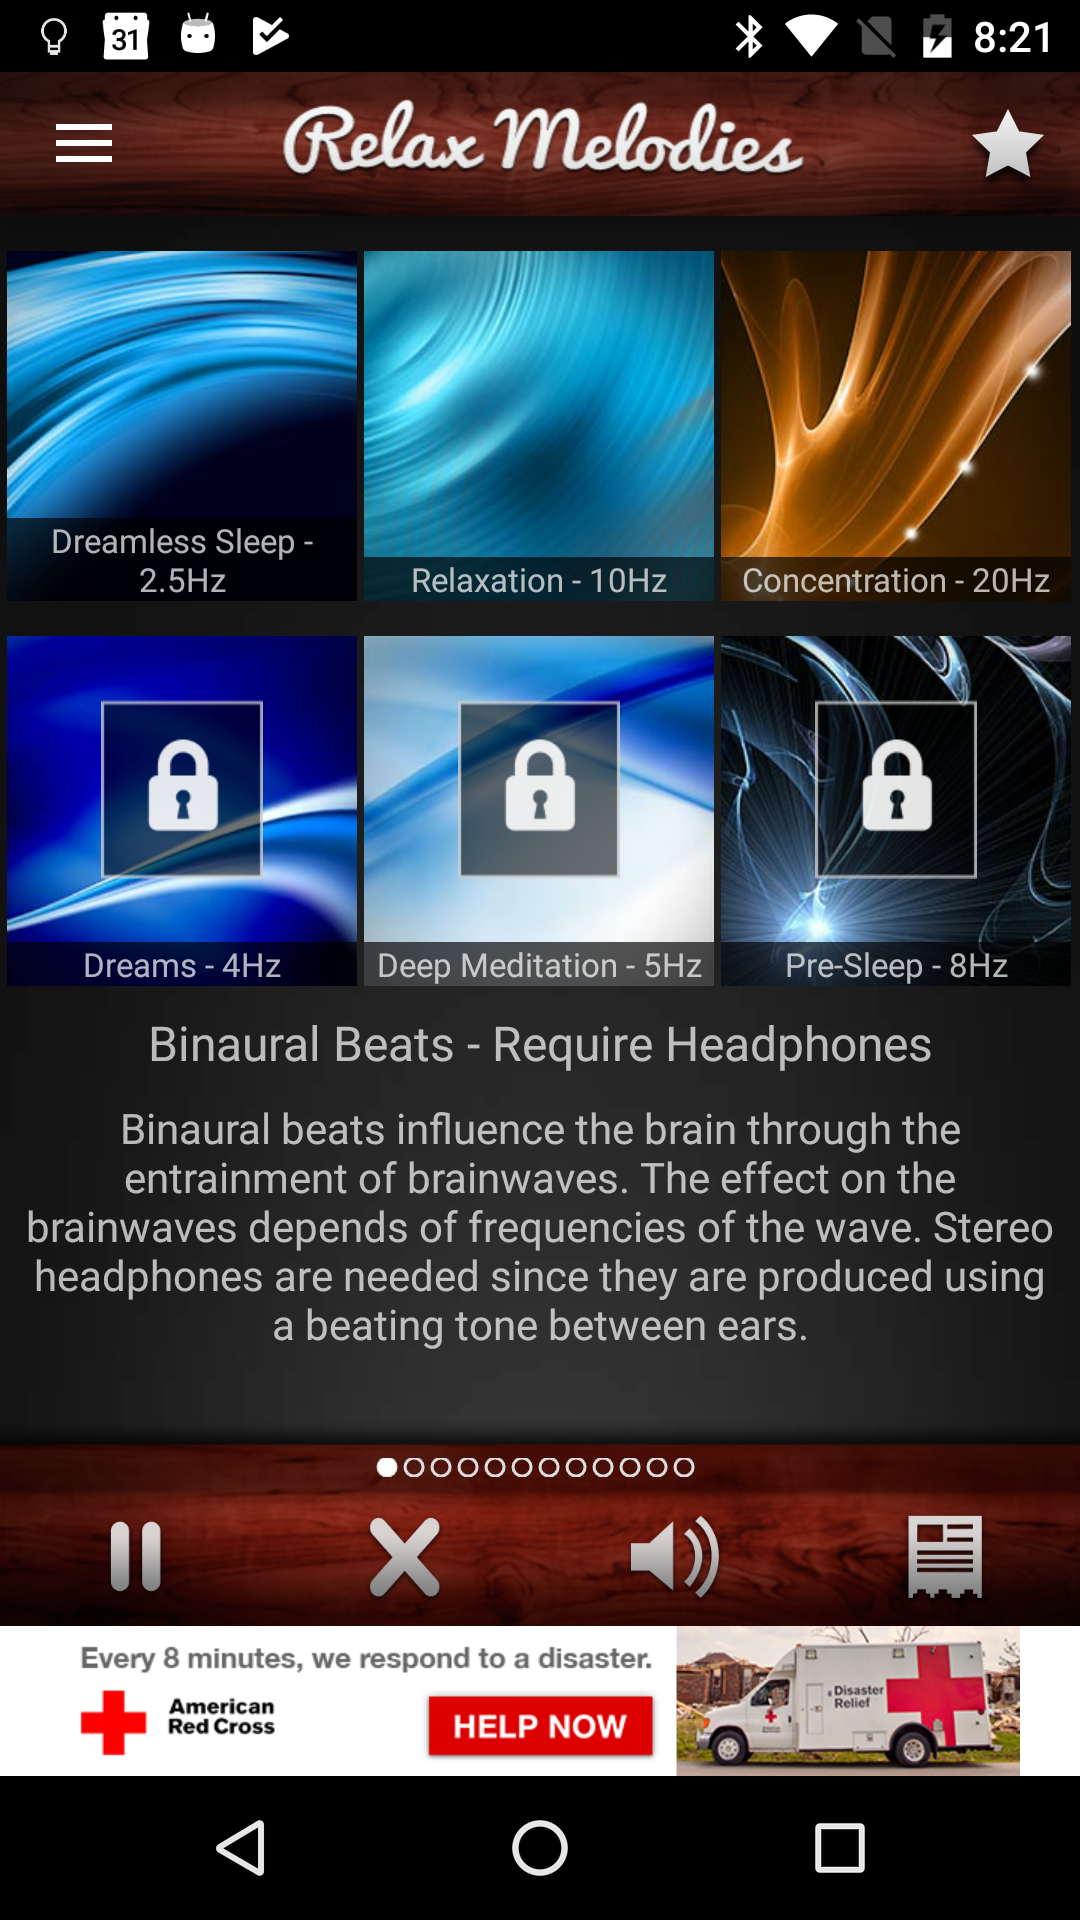 31
8:21
Relax Melodies
Dreamless Sleep -
2.5Hz
Relaxation - 10Hz
Concentration - 20Hz
Dreams - 4Hz
Deep Meditation - 5Hz
Pre-Sleep - 8Hz
Binaural Beats - Require Headphones
Binaural beats influence the brain through the
entrainment of brainwaves. The effect on the
brainwaves depends of frequencies of the wave. Stereo
headphones are needed since they are produced using
a beating tone between ears.
Every 8 minutes, we respond to a disaster.
American
Red Cross
HELP NOW
Disaster
Relief